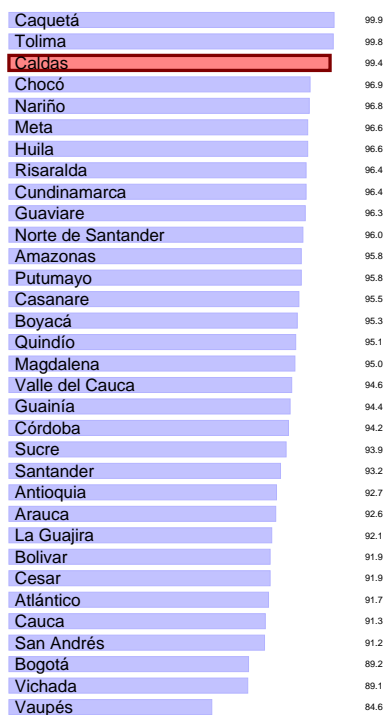 Caquetá 99.9
Tolima 99.8
Caldas 99.4
Chocó 96.9
Nariño 96.8
Meta 96.6
Huila 96.6
Risaralda 96.4
Cundinamarca 96.4
Guaviare 96.3
Norte de Santander 96.0
Amazonas 95.8
Putumayo 95.8
Casanare 95.5
Boyacá 95.3
Quindío 95.1
Magdalena 95.0
Valle del Cauca 94.6
Guainía 94.4
Córdoba 94.2
Sucre 93.9
Santander 93.2
Antioquia 92.7
Arauca 92.6
La Guajira 92.1
Bolivar 91.9
Cesar 91.9
Atlántico 91.7
Cauca 91.3
San Andrés 91.2
Bogotá 89.2
Vichada 89.1
Vaupés 84.6